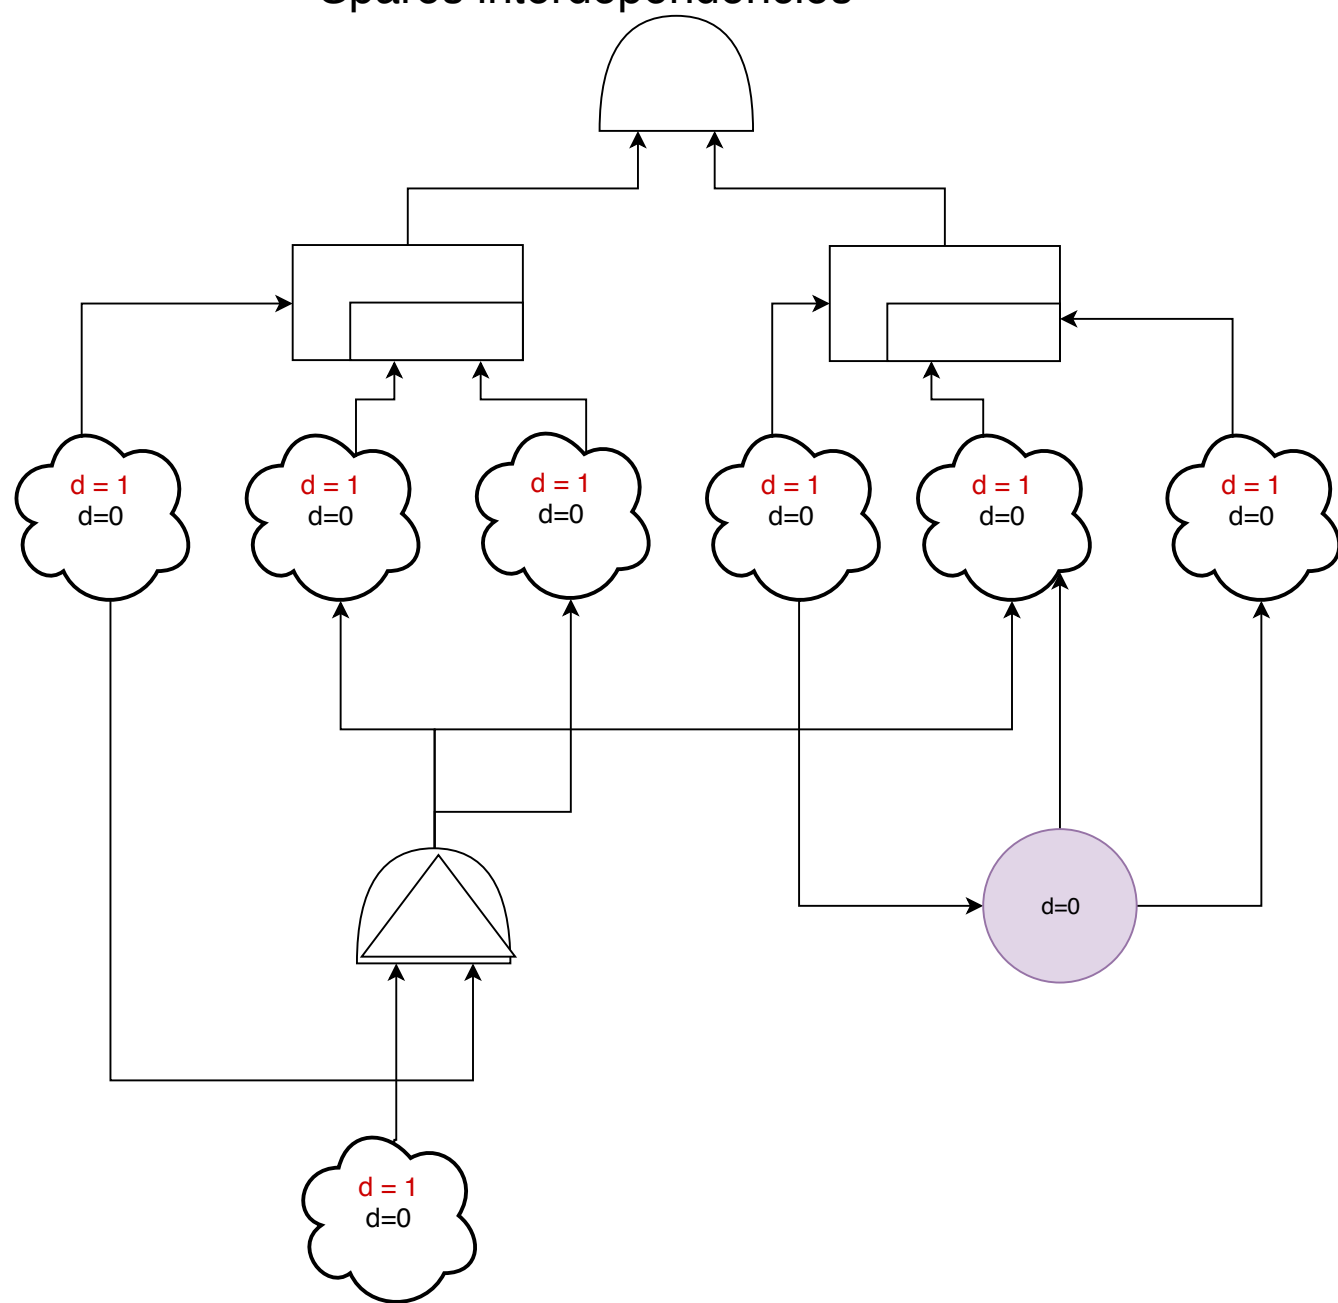 Spares interdependencies
d = 1
d=0
d = 1
d=0
d = 1
d=0
d = 1
d=0
d = 1
d=0
d = 1
d=0
d=0
d = 1
d=0